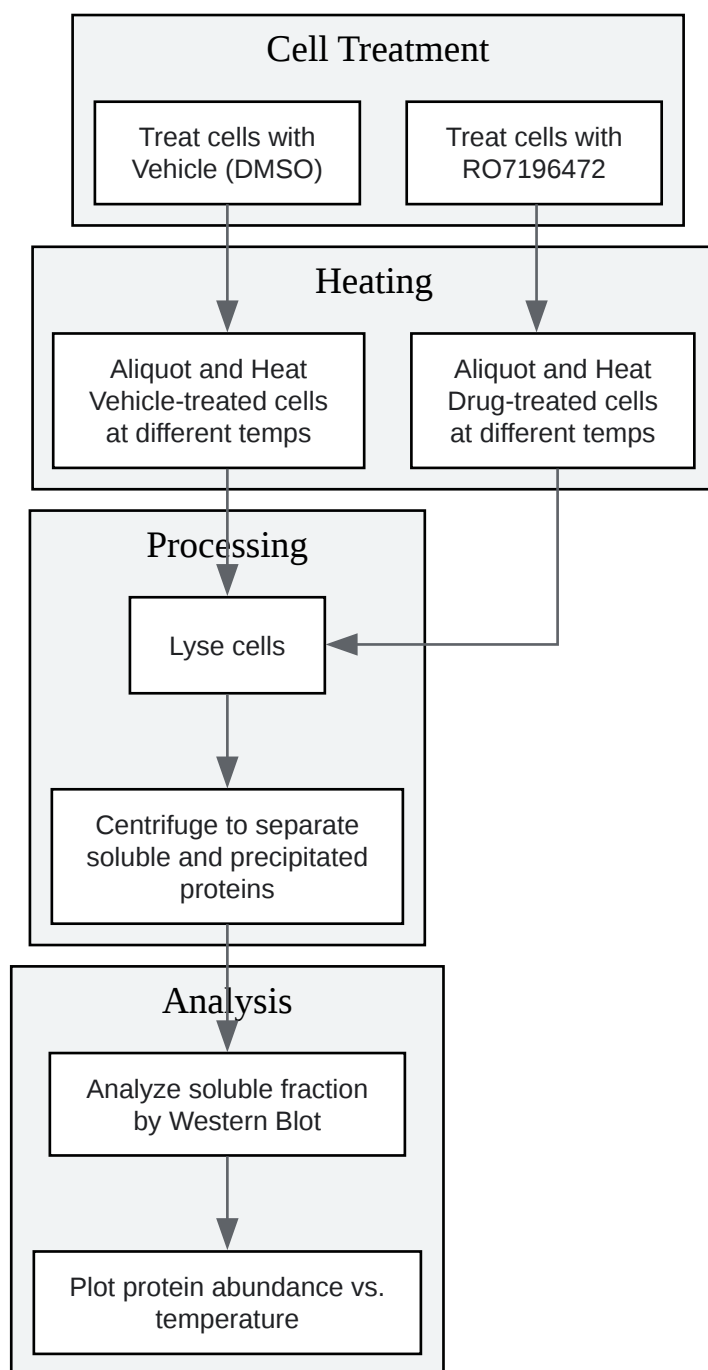 Cell Treatment
Treat cells with
Vehicle (DMSO)
Treat cells with
RO7196472
Heating
Aliquot and Heat
Vehicle-treated cells
at different temps
Aliquot and Heat
Drug-treated cells
at different temps
Processing
Lyse cells
Centrifuge to separate
soluble and precipitated
proteins
Analysis
Analyze soluble fraction
by Western Blot
Plot protein abundance vs.
temperature